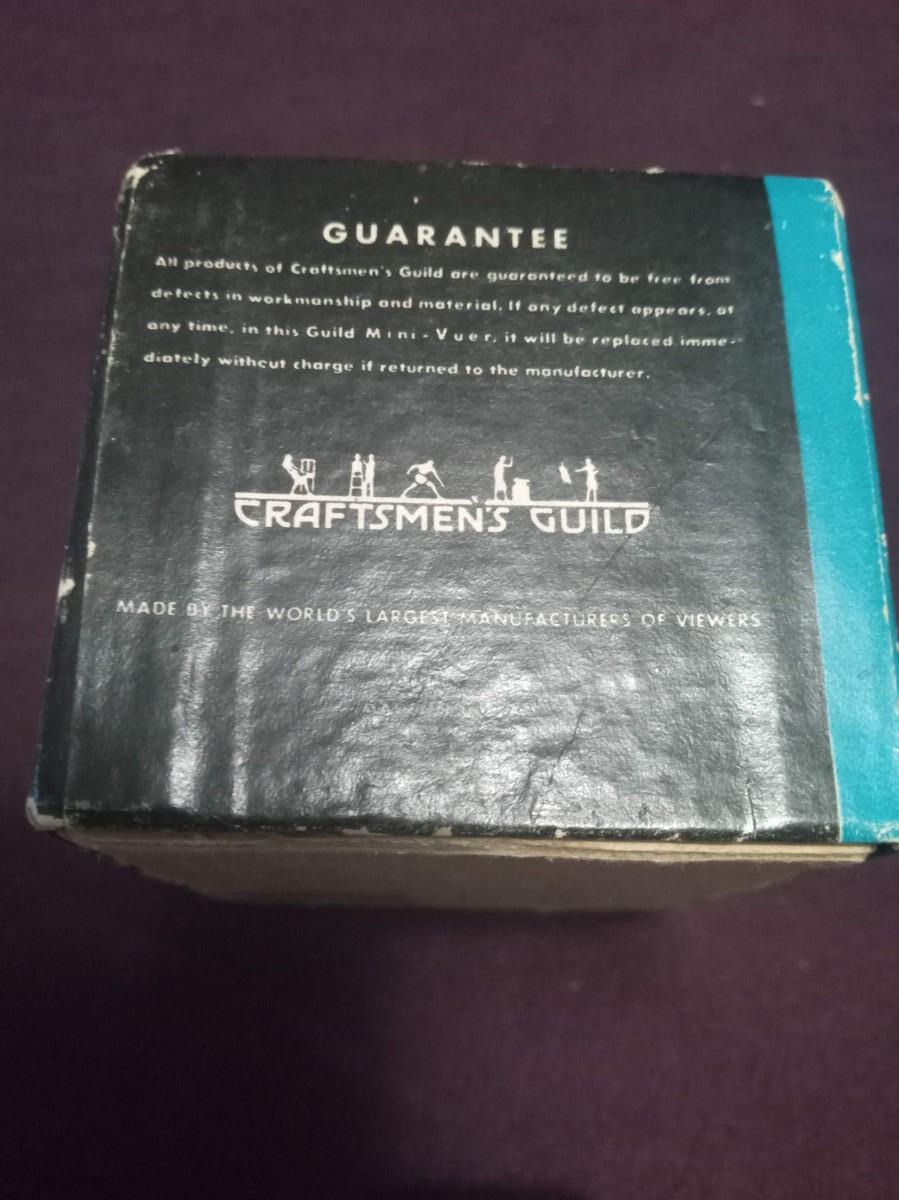 GUARANTEE
All products of Craftsmen's Guild are guaranteed to be free from
defects in workmanship and material. If any defect appears, at
any time, in this Guild Mini-Vuer, it will be replaced imme-
diately without charge if returned to the manufacturer.
CRAFTSMEN'S GUILD
MADE BY THE WORLD'S LARGEST MANUFACTURERS OF VIEWERS